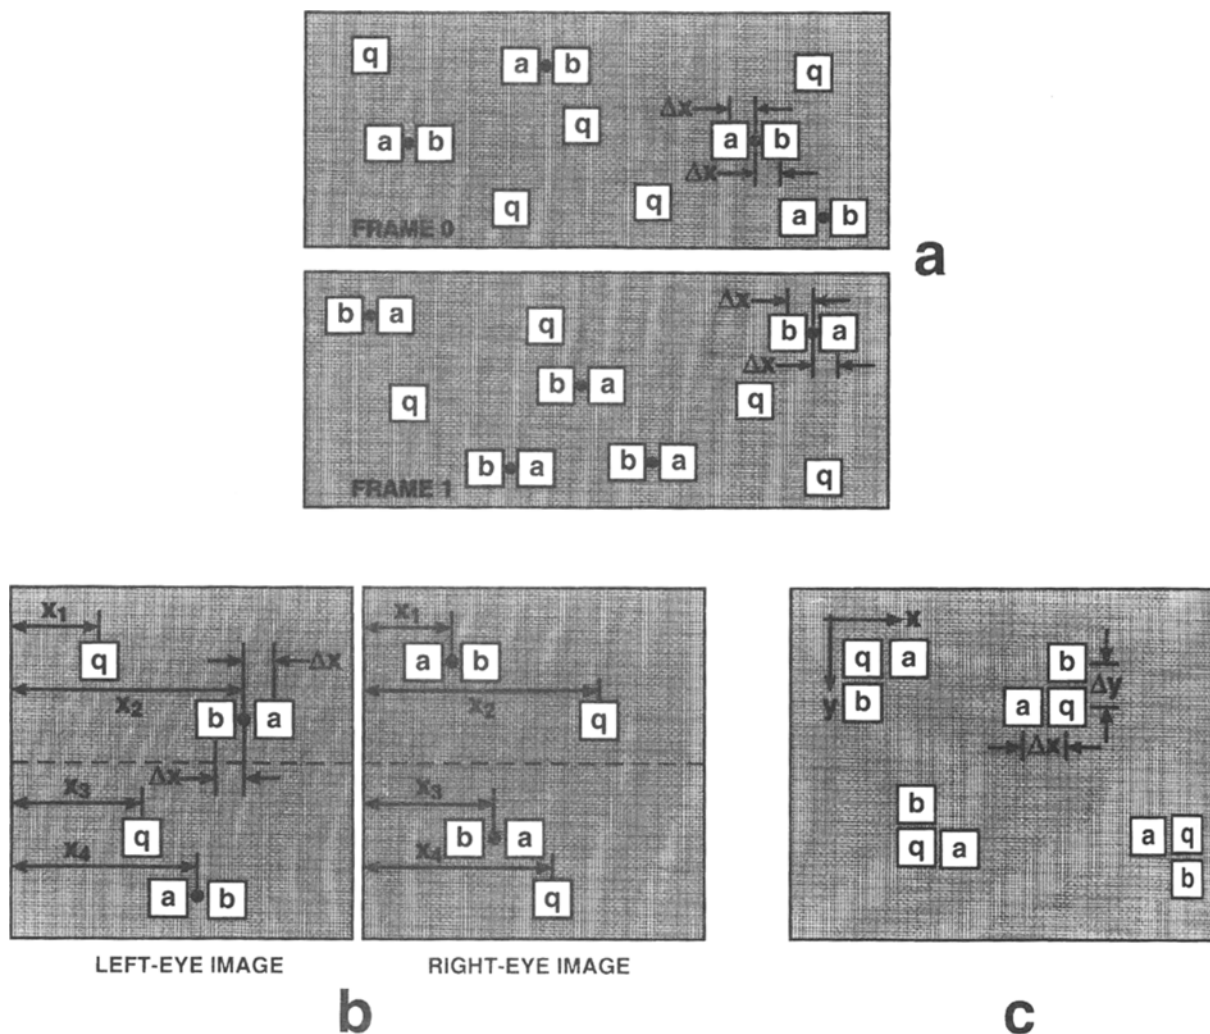 q a b q
Δx
a b q a b
Δx
q q a b
FRAME 0
a
b a q Δx
b a
q b a q Δx
b a b a q
FRAME 1
x₁ x₁
q Δx a b
x₂ x₂
b a q
Δx
x₃ x₃
q b a
x₄ x₄
a b q
LEFT-EYE IMAGE RIGHT-EYE IMAGE
b
x
q a b
y b a q Δy
Δx
b
q a a q
b
c